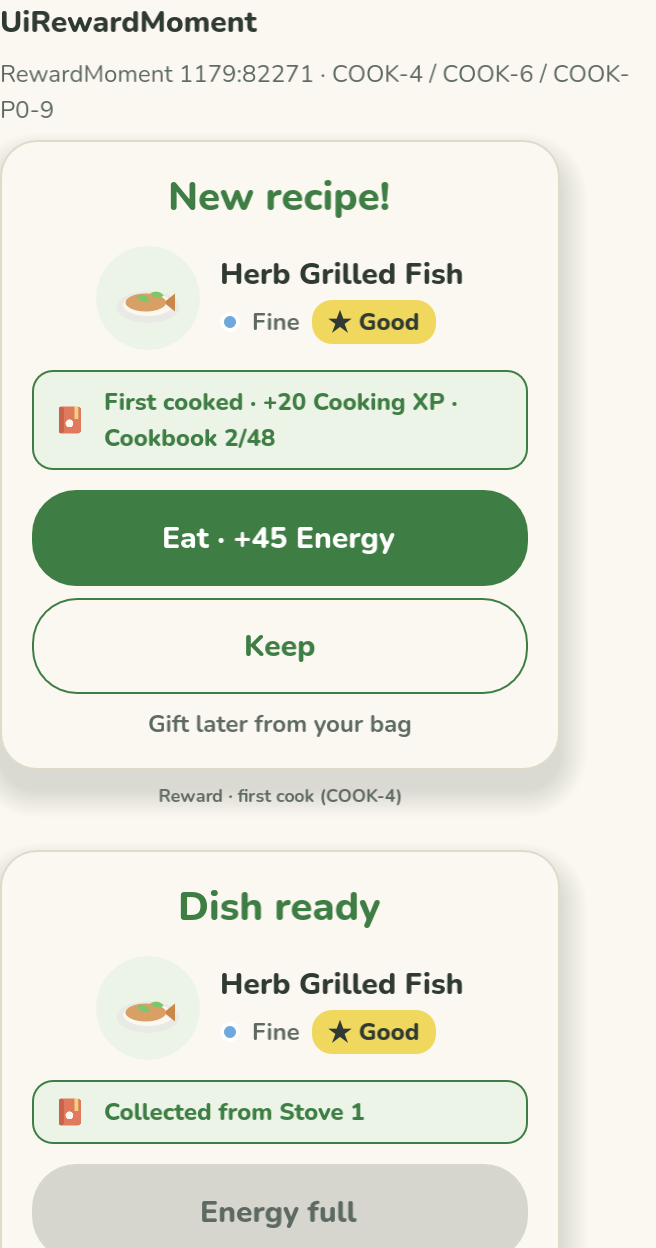 UiRewardMoment
RewardMoment 1179:82271 · COOK-4 / COOK-6 / COOK-
P0-9
New recipe!
Herb Grilled Fish
Fine ★ Good
First cooked · +20 Cooking XP ·
Cookbook 2/48
Eat · +45 Energy
Keep
Gift later from your bag
Reward · first cook (COOK-4)
Dish ready
Herb Grilled Fish
Fine ★ Good
Collected from Stove 1
Energy full